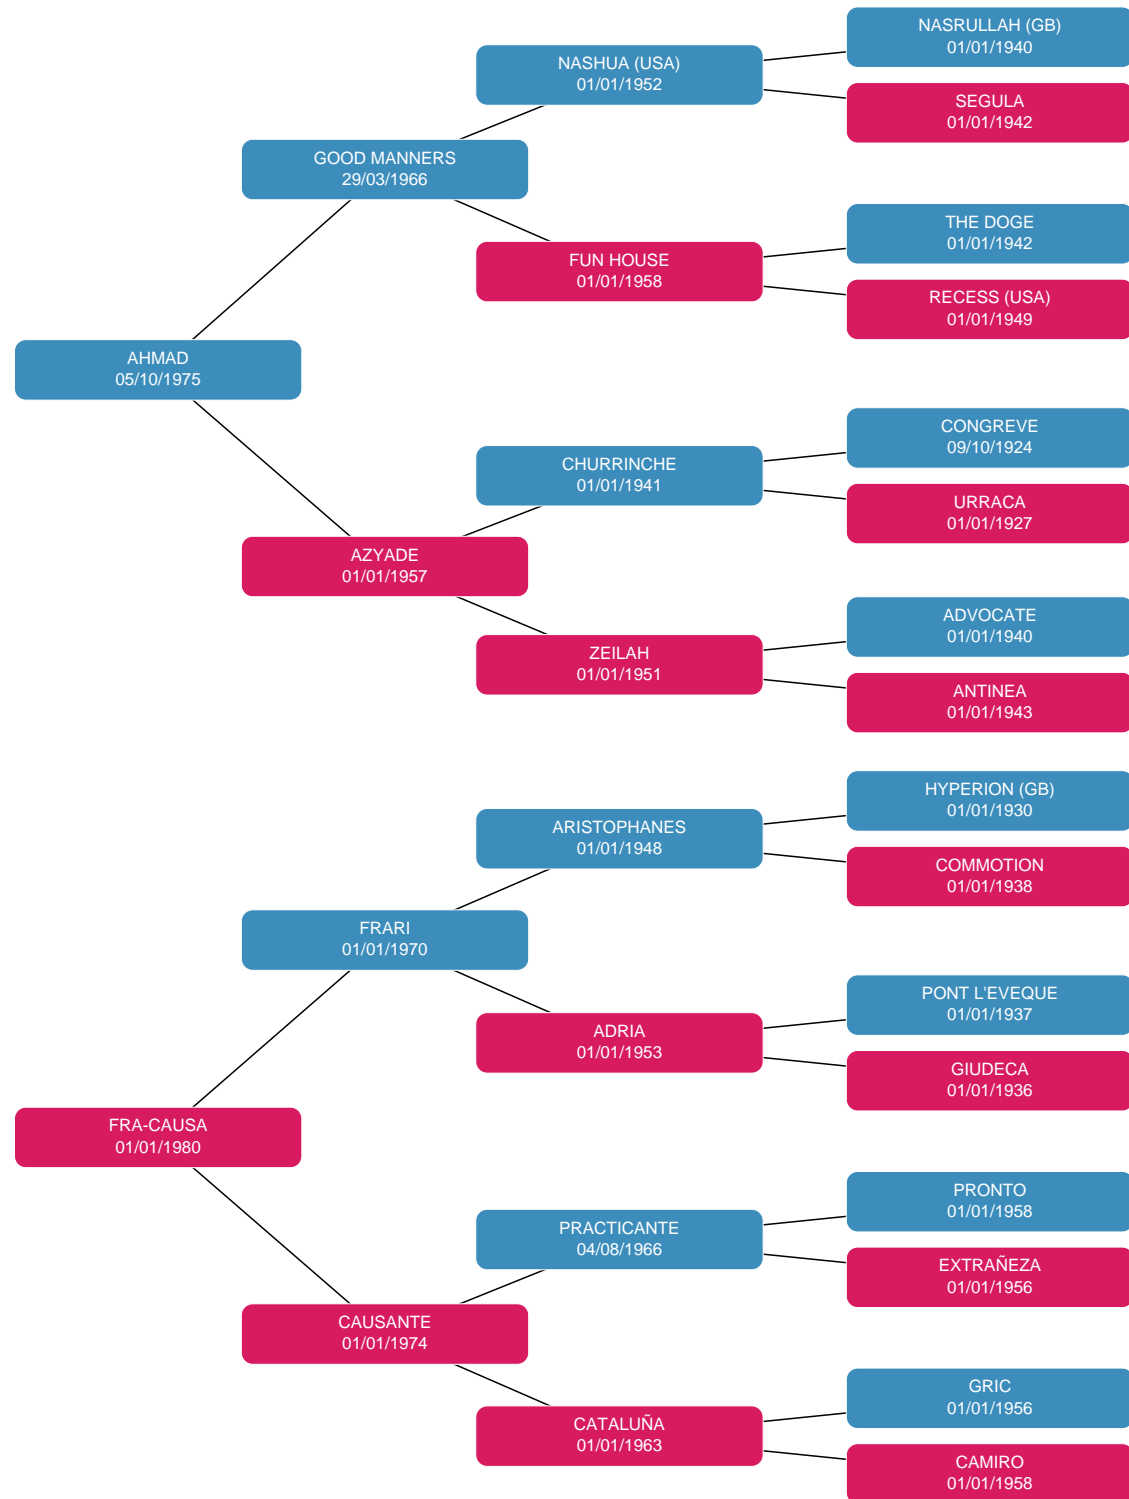 NASRULLAH (GB)
01/01/1940
NASHUA (USA)
01/01/1952
SEGULA
01/01/1942
GOOD MANNERS
29/03/1966
THE DOGE
01/01/1942
FUN HOUSE
01/01/1958
RECESS (USA)
01/01/1949
AHMAD
05/10/1975
CONGREVE
09/10/1924
CHURRINCHE
01/01/1941
URRACA
01/01/1927
AZYADE
01/01/1957
ADVOCATE
01/01/1940
ZEILAH
01/01/1951
ANTINEA
01/01/1943
HYPERION (GB)
01/01/1930
ARISTOPHANES
01/01/1948
COMMOTION
01/01/1938
FRARI
01/01/1970
PONT L'EVEQUE
01/01/1937
ADRIA
01/01/1953
GIUDECA
01/01/1936
FRA-CAUSA
01/01/1980
PRONTO
01/01/1958
PRACTICANTE
04/08/1966
EXTRAÑEZA
01/01/1956
CAUSANTE
01/01/1974
GRIC
01/01/1956
CATALUÑA
01/01/1963
CAMIRO
01/01/1958